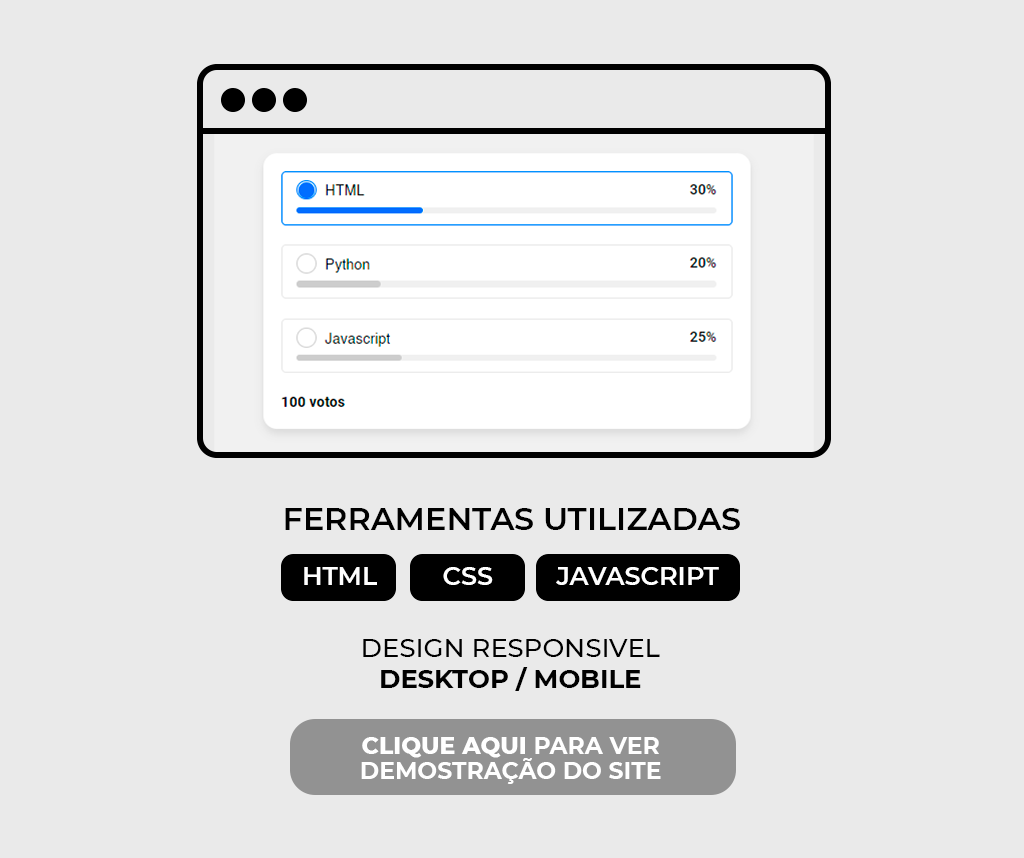 HTML 30%
Python 20%
Javascript 25%
100 votos
FERRAMENTAS UTILIZADAS
HTML CSS JAVASCRIPT
DESIGN RESPONSIVEL
DESKTOP / MOBILE
CLIQUE AQUI PARA VER
DEMOSTRAÇÃO DO SITE